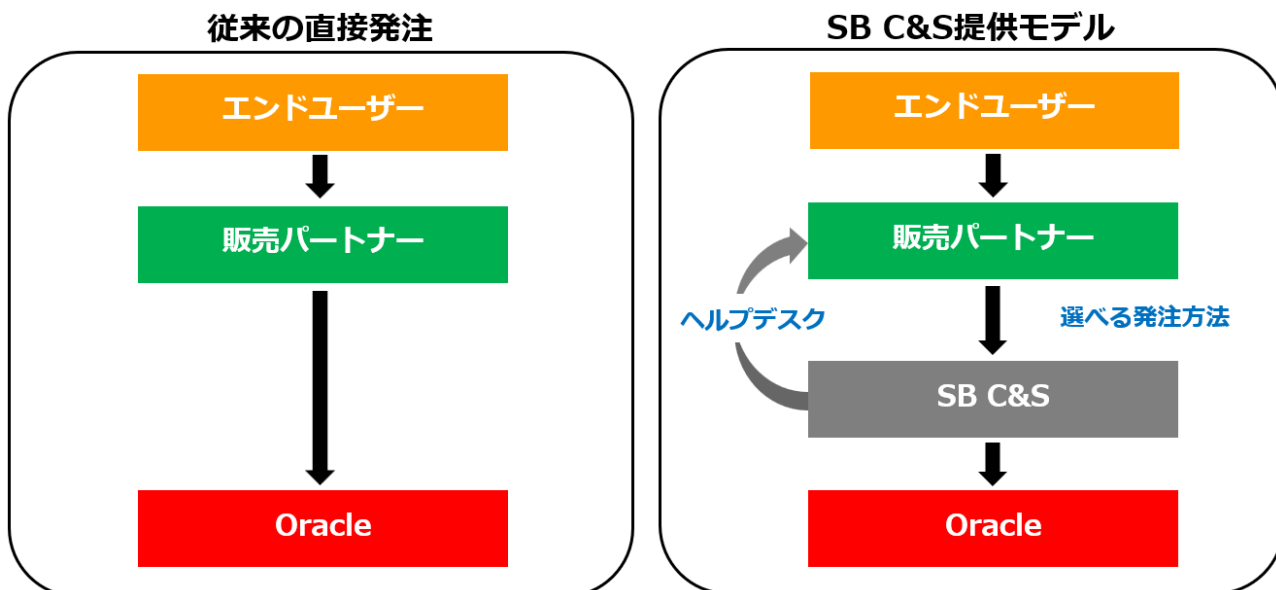 従来の直接発注
エンドユーザー
販売パートナー
Oracle
SB C&S提供モデル
エンドユーザー
販売パートナー
ヘルプデスク
選べる発注方法
SB C&S
Oracle